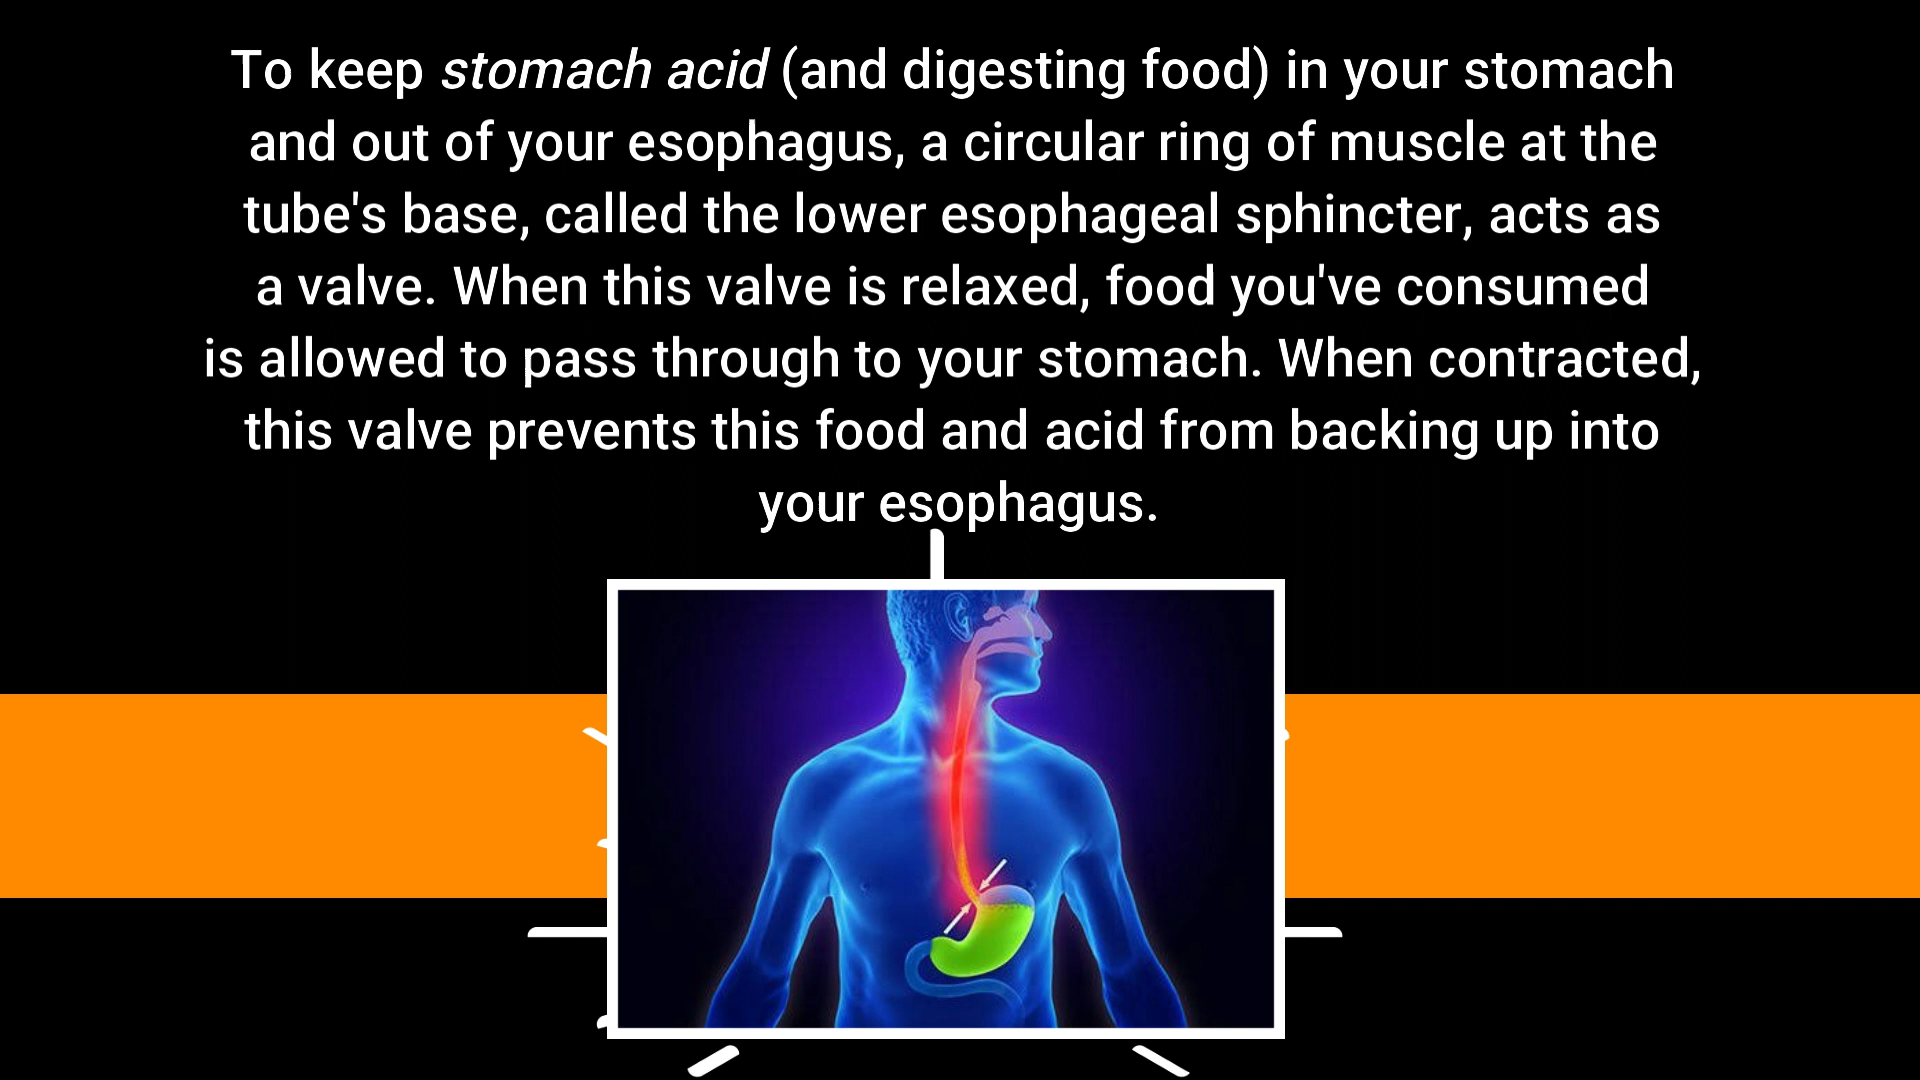 To keep stomach acid (and digesting food) in your stomach
and out of your esophagus, a circular ring of muscle at the
tube's base, called the lower esophageal sphincter, acts as
a valve. When this valve is relaxed, food you've consumed
is allowed to pass through to your stomach. When contracted,
this valve prevents this food and acid from backing up into
your esophagus.